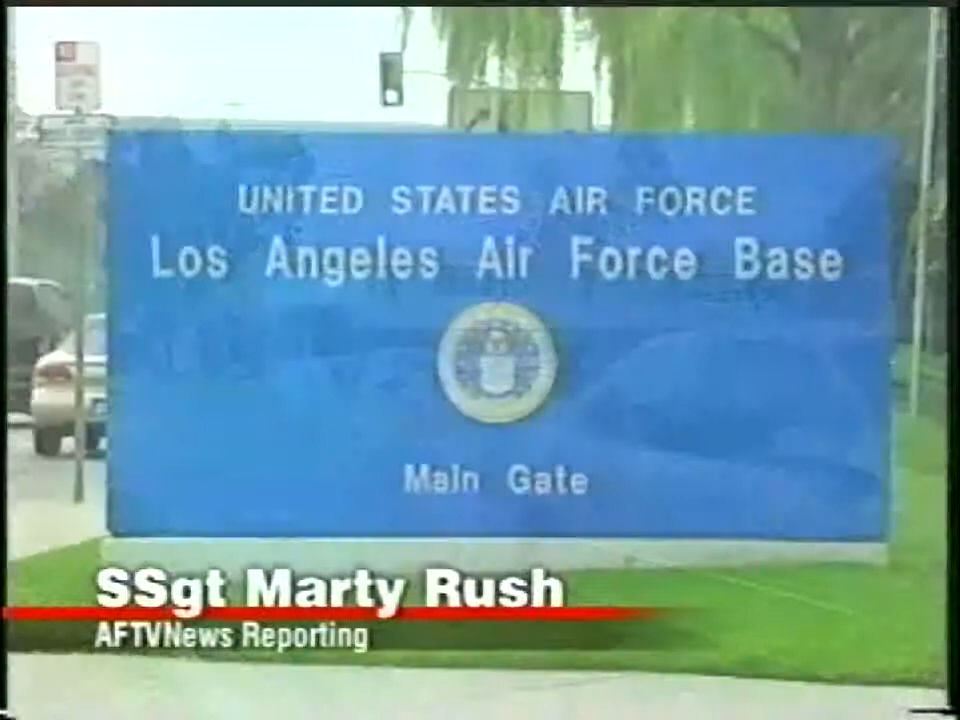 UNITED STATES AIR FORCE
Los Angeles Air Force Base
Main Gate
SSgt Marty Rush
AFTVNews Reporting